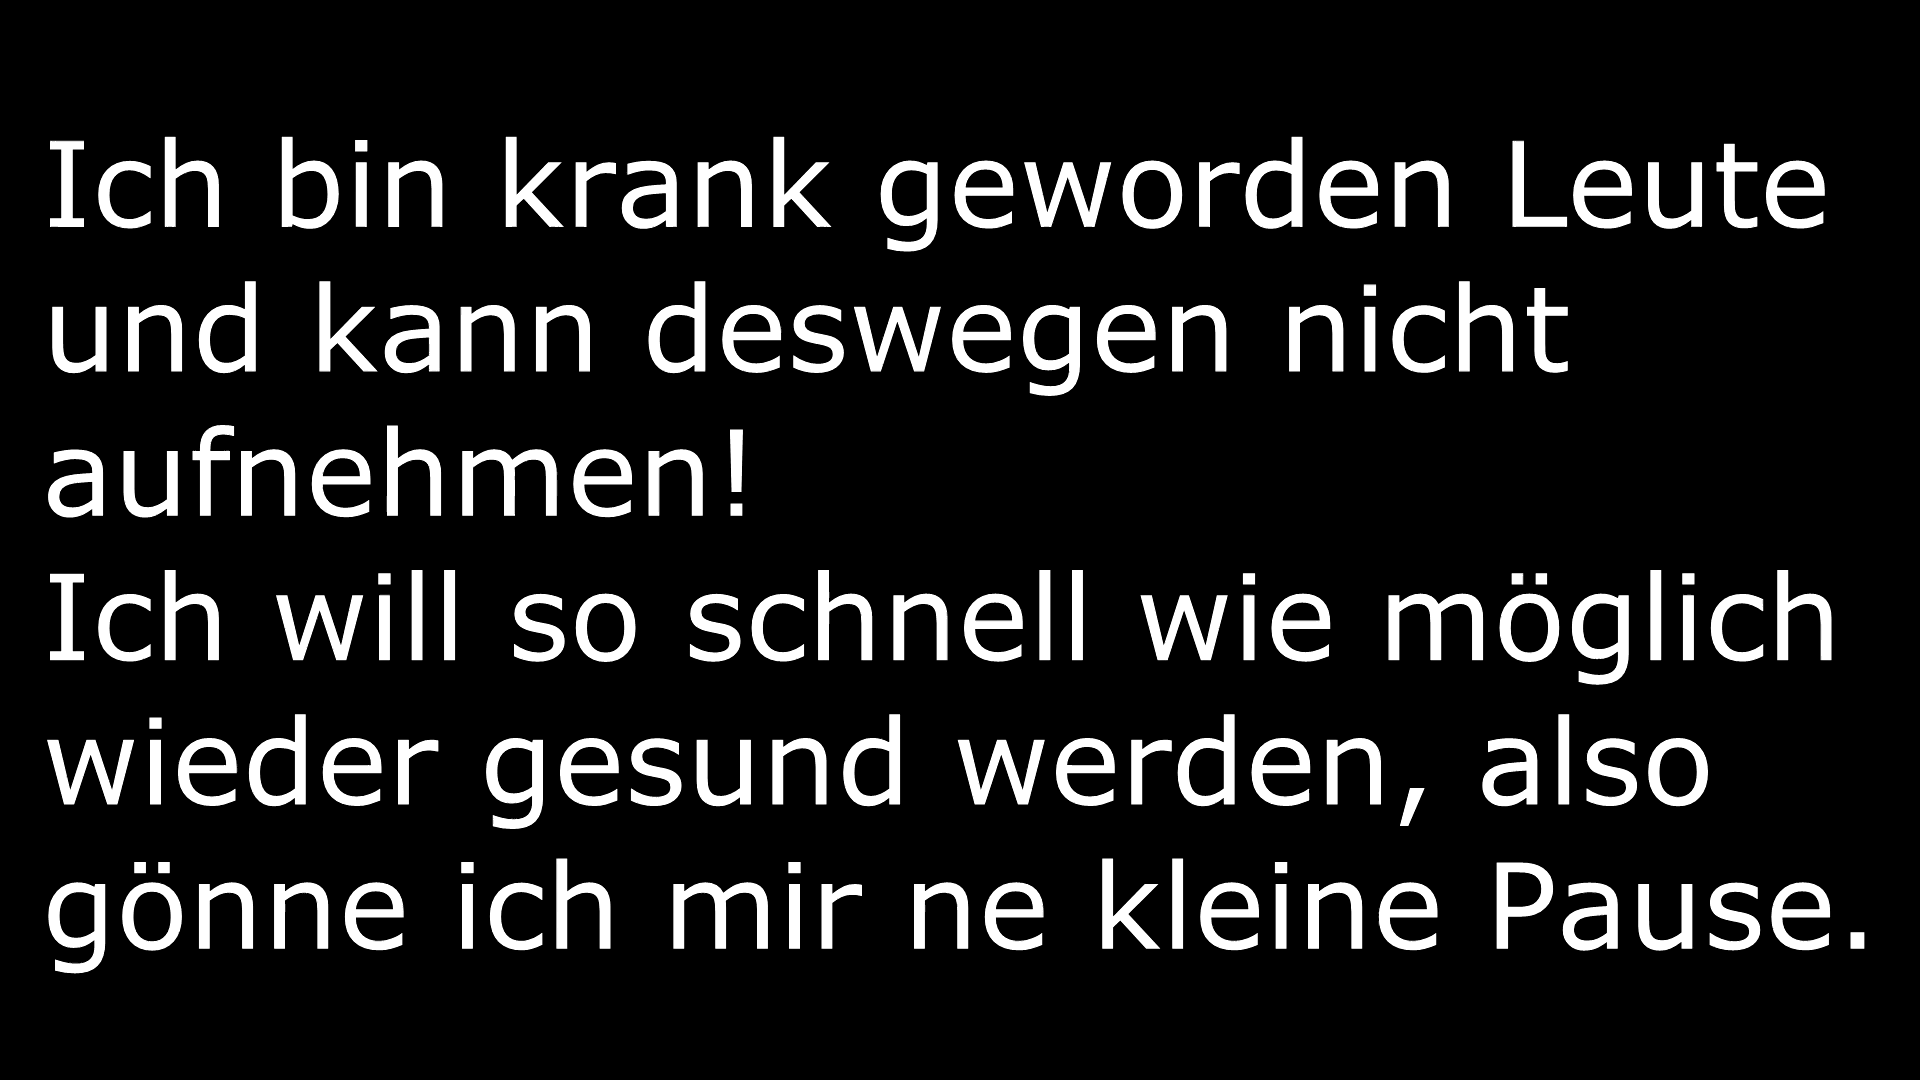 Ich bin krank geworden Leute
und kann deswegen nicht
aufnehmen!
Ich will so schnell wie möglich
wieder gesund werden, also
gönne ich mir ne kleine Pause.